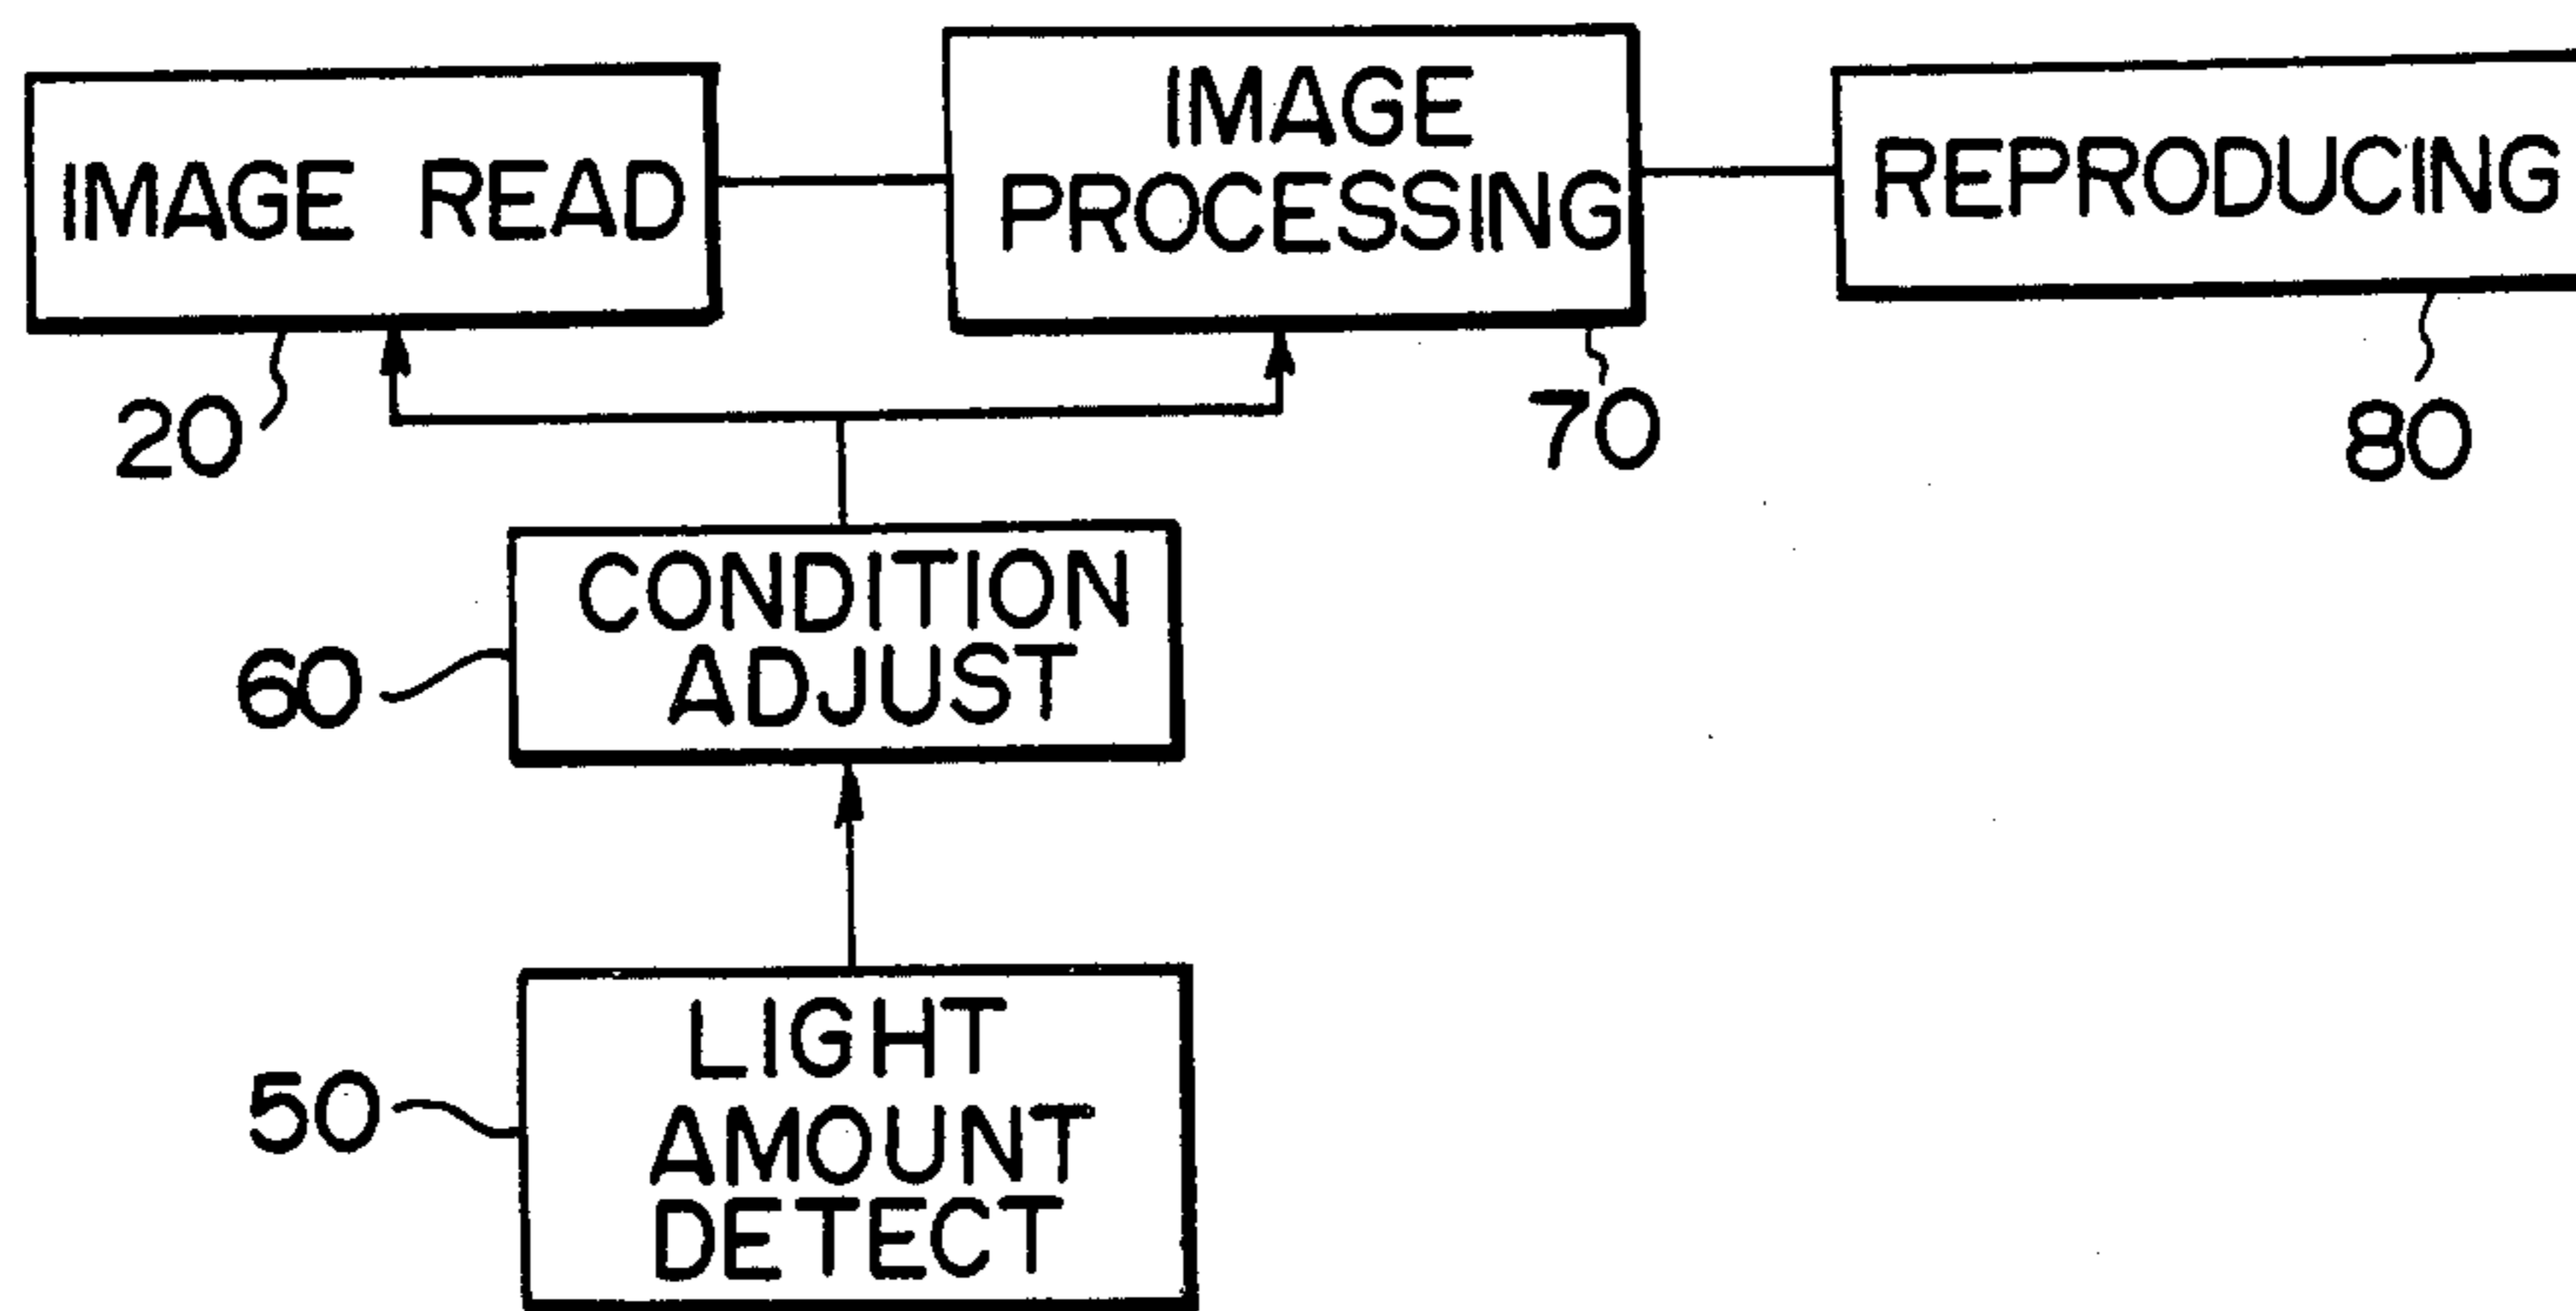 IMAGE READ
IMAGE
PROCESSING
REPRODUCING
20
70
80
CONDITION
ADJUST
60
LIGHT
AMOUNT
DETECT
50